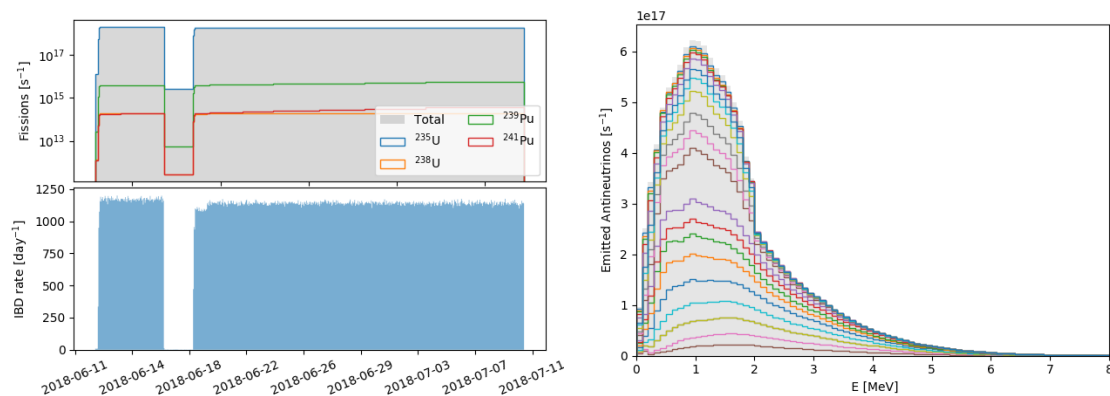 Fissions [s⁻¹]
10¹⁷
10¹⁵
10¹³
Total
²³⁵U
²³⁸U
²³⁹Pu
²⁴¹Pu
IBD rate [day⁻¹]
1250
1000
750
500
250
0
2018-06-11
2018-06-14
2018-06-18
2018-06-22
2018-06-26
2018-06-29
2018-07-03
2018-07-07
2018-07-11
1e17
Emitted Antineutrinos [s⁻¹]
6
5
4
3
2
1
0
0 1 2 3 4 5 6 7 8
E [MeV]